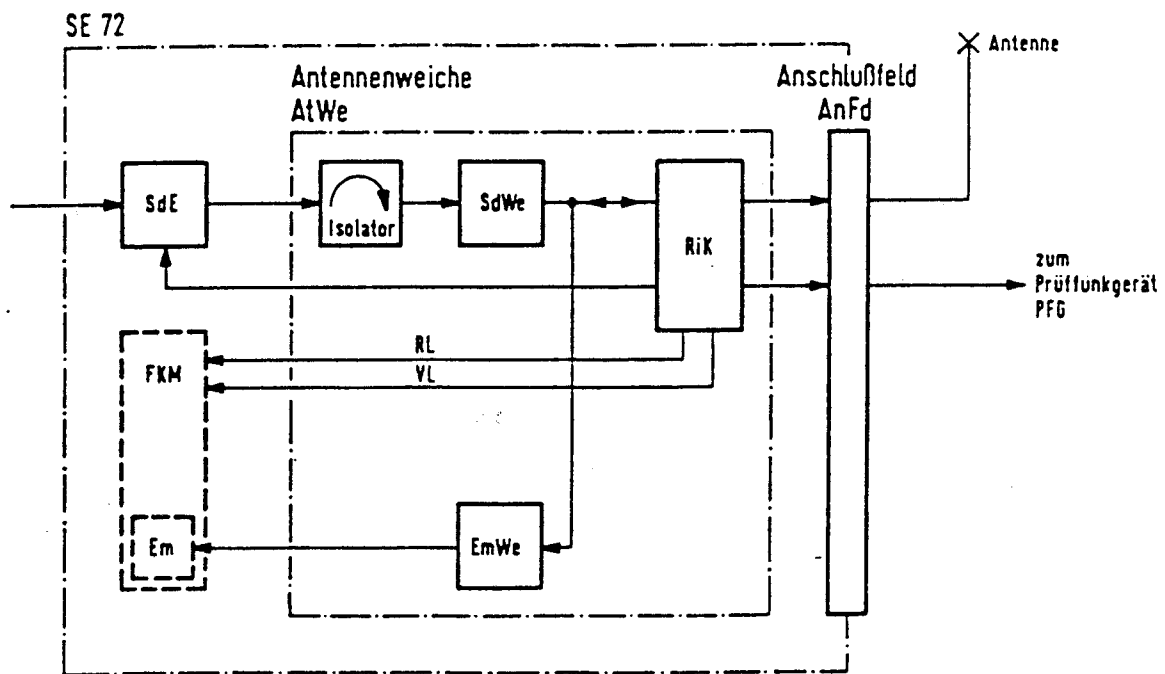 SE 72
Antenne
Antennenweiche
AtWe
Anschlußfeld
AnFd
SdE
Isolator
SdWe
RiK
zum
Prüffunkgerät
PFG
RL
VL
FKM
Em
EmWe